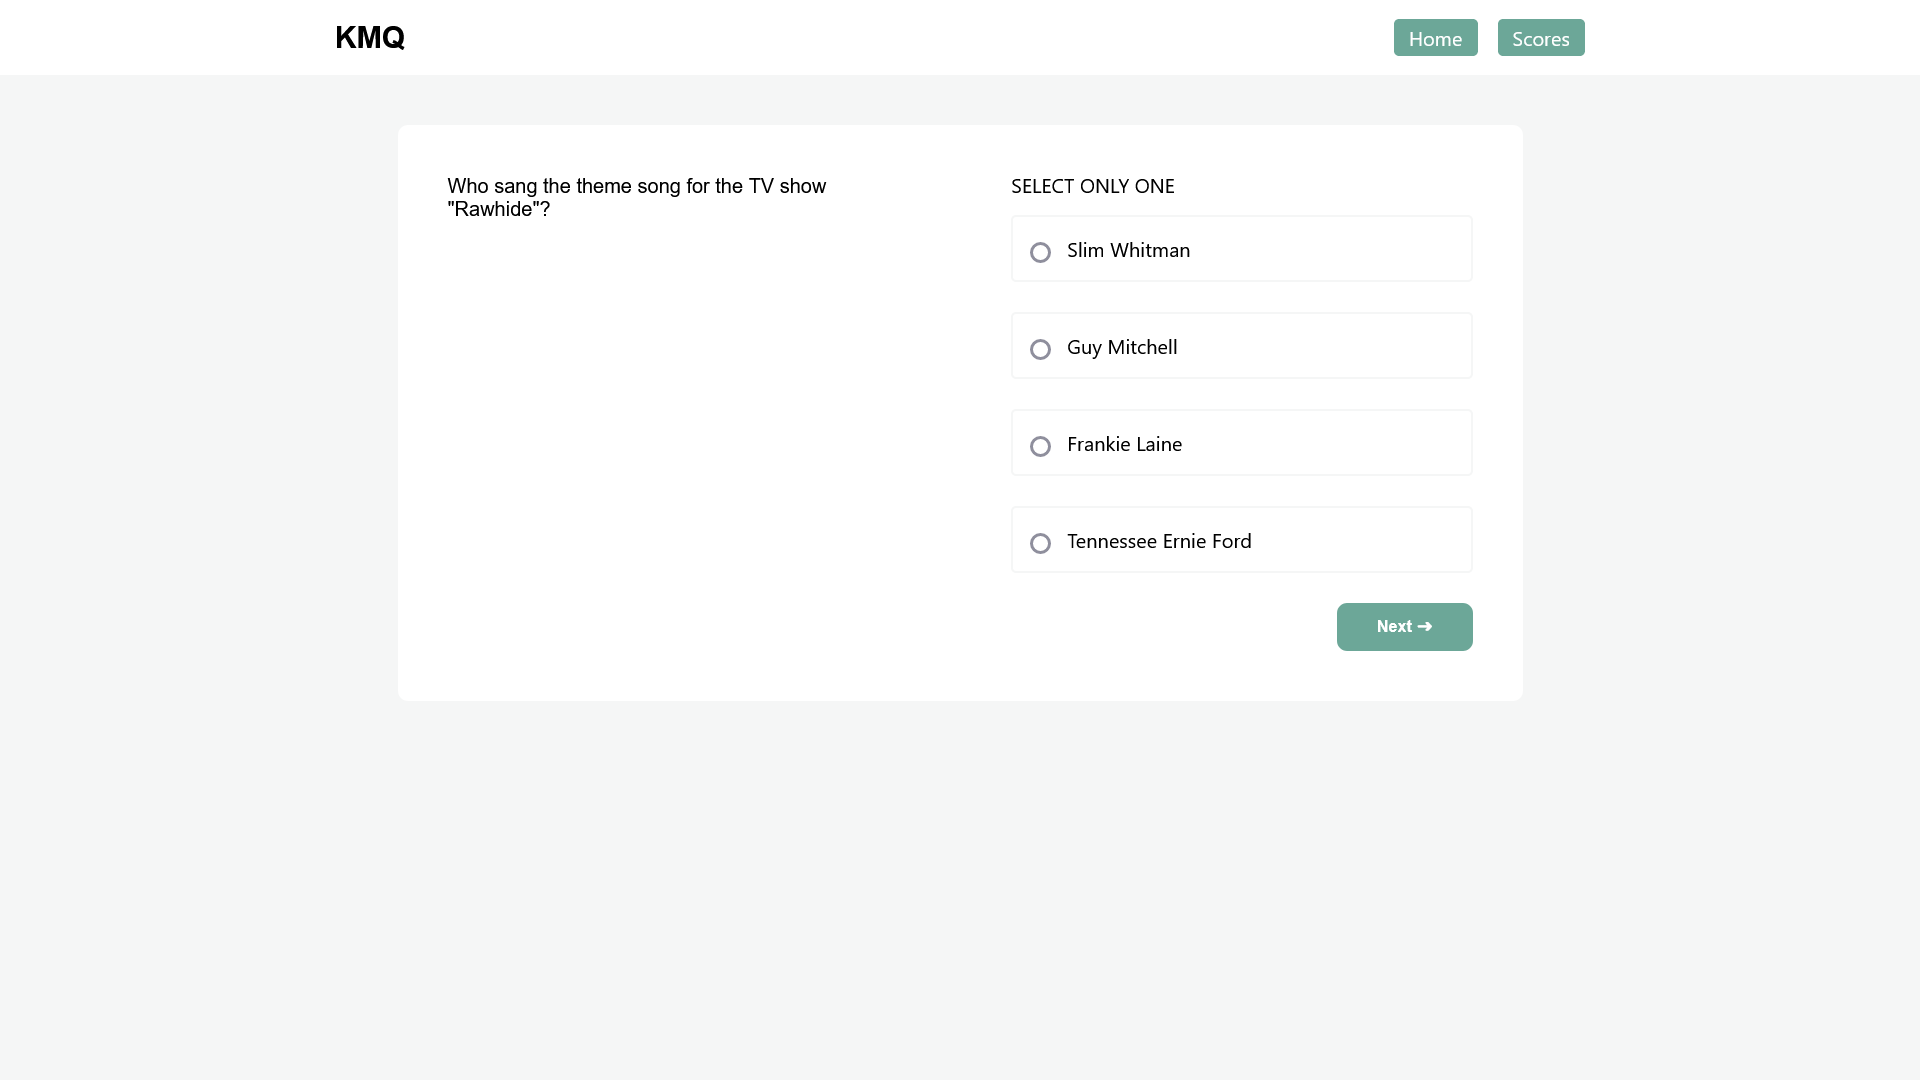 KMQ
Home
Scores
Who sang the theme song for the TV show
"Rawhide"?
SELECT ONLY ONE
Slim Whitman
Guy Mitchell
Frankie Laine
Tennessee Ernie Ford
Next ➔